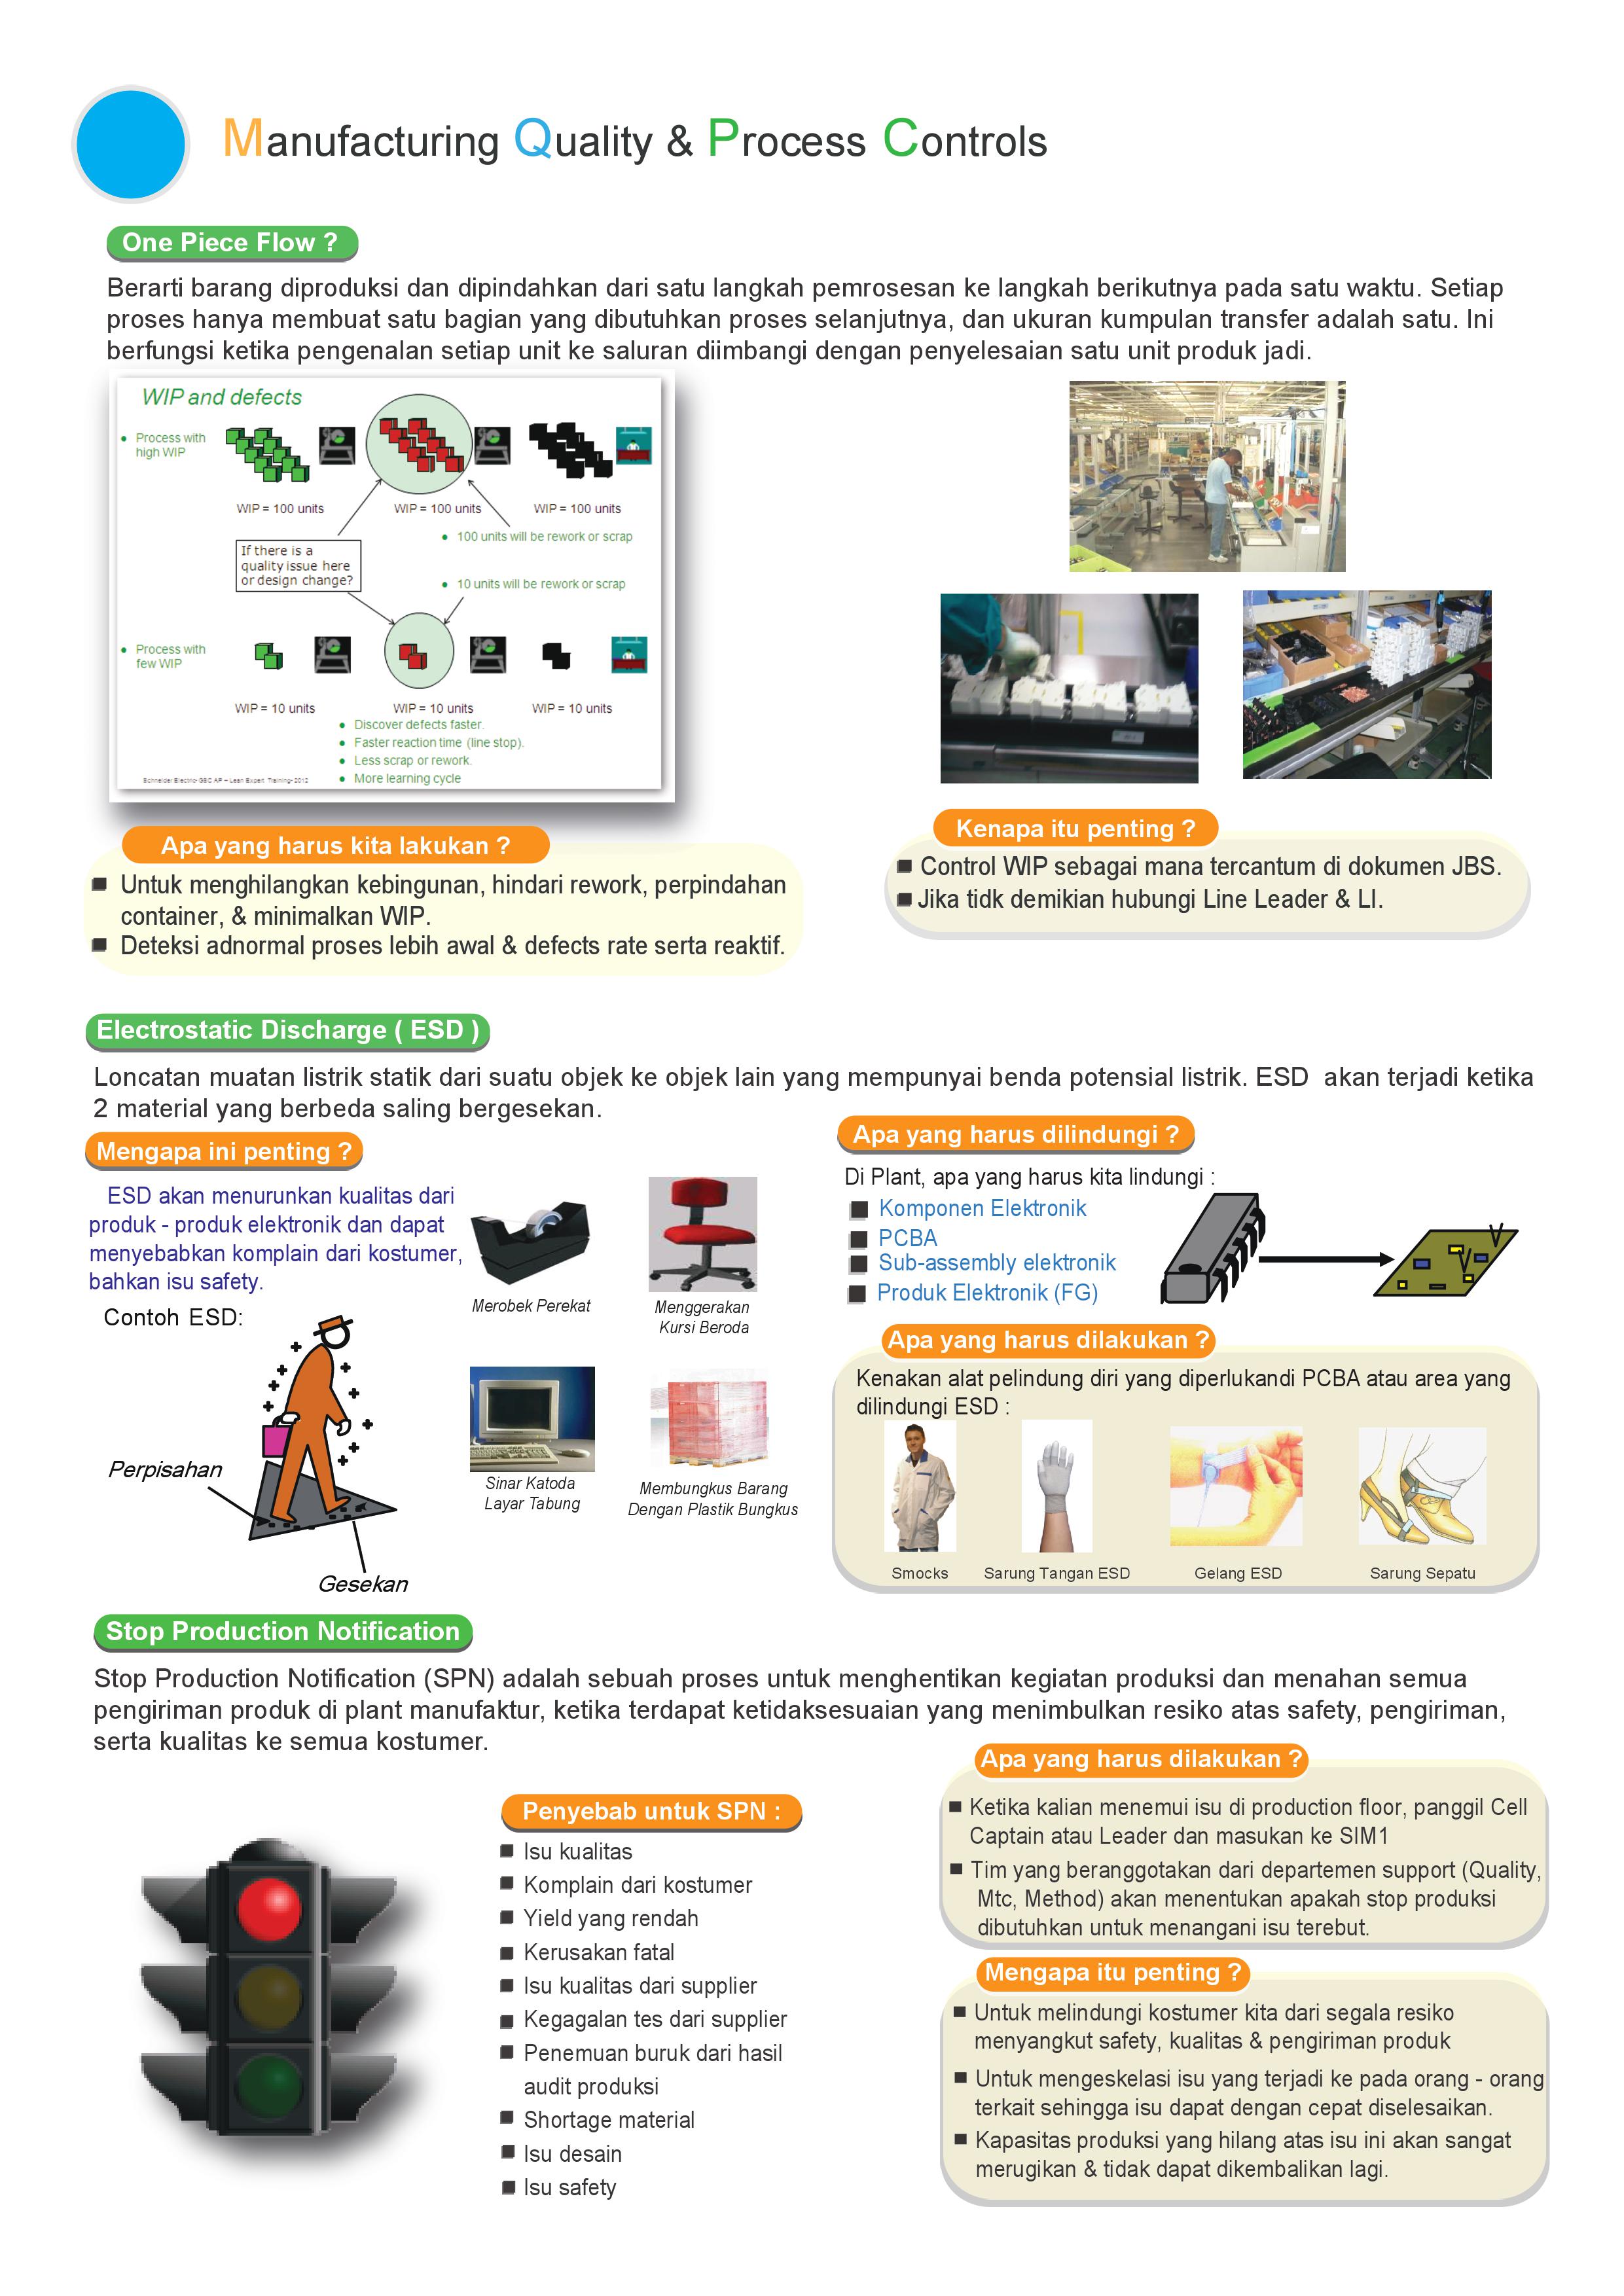 Manufacturing Quality & Process Controls
One Piece Flow ?
Berarti barang diproduksi dan dipindahkan dari satu langkah pemrosesan ke langkah berikutnya pada satu waktu. Setiap
proses hanya membuat satu bagian yang dibutuhkan proses selanjutnya, dan ukuran kumpulan transfer adalah satu. Ini
berfungsi ketika pengenalan setiap unit ke saluran diimbangi dengan penyelesaian satu unit produk jadi.
WIP and defects
Process with
high WIP
WIP = 100 units
WIP = 100 units
WIP = 100 units
100 units will be rework or scrap
If there is a
quality issue here
or design change?
10 units will be rework or scrap
Process with
few WIP
WIP = 10 units
WIP = 10 units
WIP = 10 units
Discover defects faster.
Faster reaction time (line stop).
Less scrap or rework.
More learning cycle
Schneider Electric- GSC AP – Lean Expert Training- 2012
Apa yang harus kita lakukan ?
Untuk menghilangkan kebingunan, hindari rework, perpindahan
container, & minimalkan WIP.
Deteksi adnormal proses lebih awal & defects rate serta reaktif.
Kenapa itu penting ?
Control WIP sebagai mana tercantum di dokumen JBS.
Jika tidk demikian hubungi Line Leader & LI.
Electrostatic Discharge ( ESD )
Loncatan muatan listrik statik dari suatu objek ke objek lain yang mempunyai benda potensial listrik. ESD akan terjadi ketika
2 material yang berbeda saling bergesekan.
Mengapa ini penting ?
ESD akan menurunkan kualitas dari
produk - produk elektronik dan dapat
menyebabkan komplain dari kostumer,
bahkan isu safety.
Contoh ESD:
Perpisahan
Gesekan
Merobek Perekat
Menggerakan
Kursi Beroda
Sinar Katoda
Layar Tabung
Membungkus Barang
Dengan Plastik Bungkus
Apa yang harus dilindungi ?
Di Plant, apa yang harus kita lindungi :
Komponen Elektronik
PCBA
Sub-assembly elektronik
Produk Elektronik (FG)
Apa yang harus dilakukan ?
Kenakan alat pelindung diri yang diperlukandi PCBA atau area yang
dilindungi ESD :
Smocks
Sarung Tangan ESD
Gelang ESD
Sarung Sepatu
Stop Production Notification
Stop Production Notification (SPN) adalah sebuah proses untuk menghentikan kegiatan produksi dan menahan semua
pengiriman produk di plant manufaktur, ketika terdapat ketidaksesuaian yang menimbulkan resiko atas safety, pengiriman,
serta kualitas ke semua kostumer.
Penyebab untuk SPN :
Isu kualitas
Komplain dari kostumer
Yield yang rendah
Kerusakan fatal
Isu kualitas dari supplier
Kegagalan tes dari supplier
Penemuan buruk dari hasil
audit produksi
Shortage material
Isu desain
Isu safety
Apa yang harus dilakukan ?
Ketika kalian menemui isu di production floor, panggil Cell
Captain atau Leader dan masukan ke SIM1
Tim yang beranggotakan dari departemen support (Quality,
Mtc, Method) akan menentukan apakah stop produksi
dibutuhkan untuk menangani isu terebut.
Mengapa itu penting ?
Untuk melindungi kostumer kita dari segala resiko
menyangkut safety, kualitas & pengiriman produk
Untuk mengeskelasi isu yang terjadi ke pada orang - orang
terkait sehingga isu dapat dengan cepat diselesaikan.
Kapasitas produksi yang hilang atas isu ini akan sangat
merugikan & tidak dapat dikembalikan lagi.